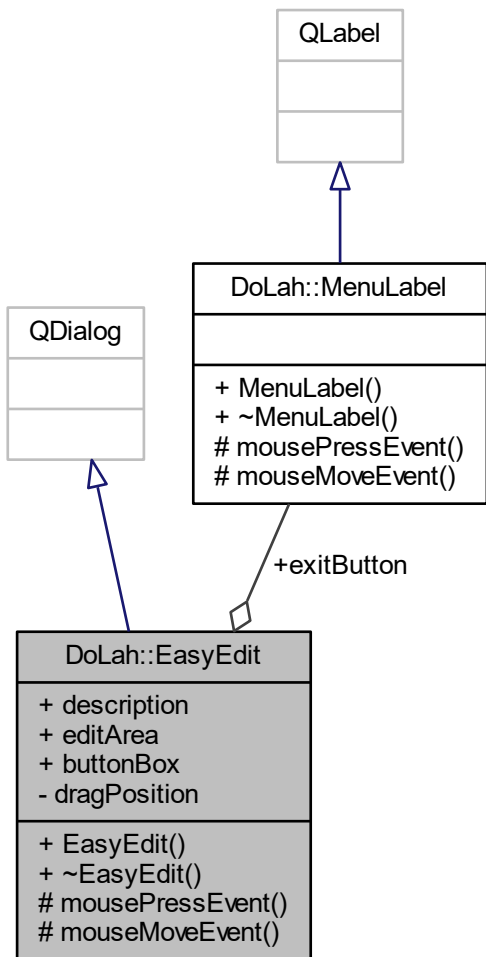 QLabel
DoLah::MenuLabel
+ MenuLabel()
+ ~MenuLabel()
# mousePressEvent()
# mouseMoveEvent()
QDialog
+exitButton
DoLah::EasyEdit
+ description
+ editArea
+ buttonBox
- dragPosition
+ EasyEdit()
+ ~EasyEdit()
# mousePressEvent()
# mouseMoveEvent()